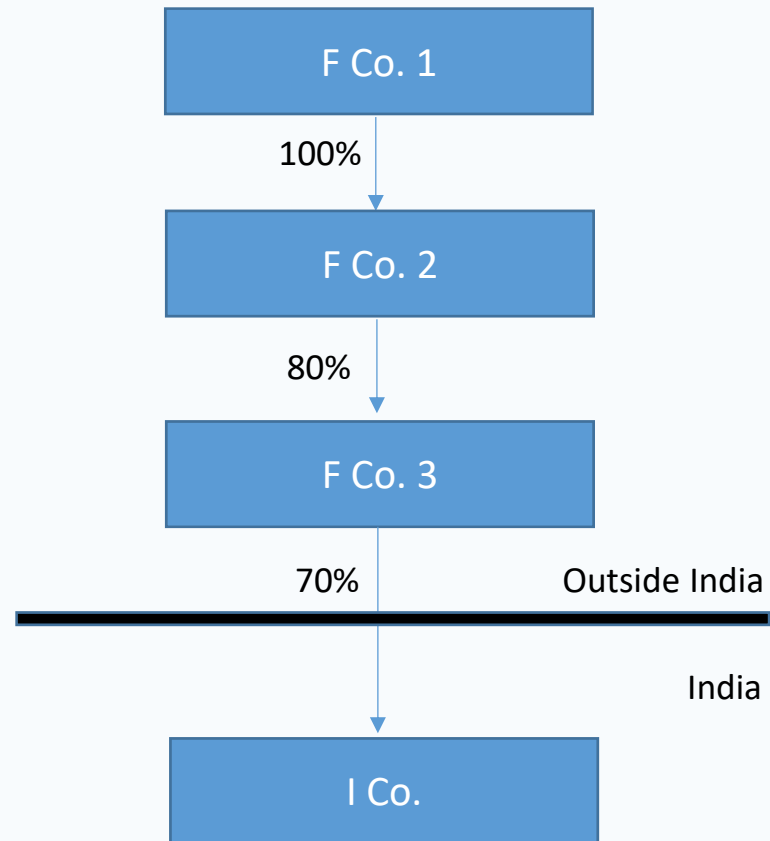 F Co. 1
100%
F Co. 2
80%
F Co. 3
70%
Outside India
India
I Co.